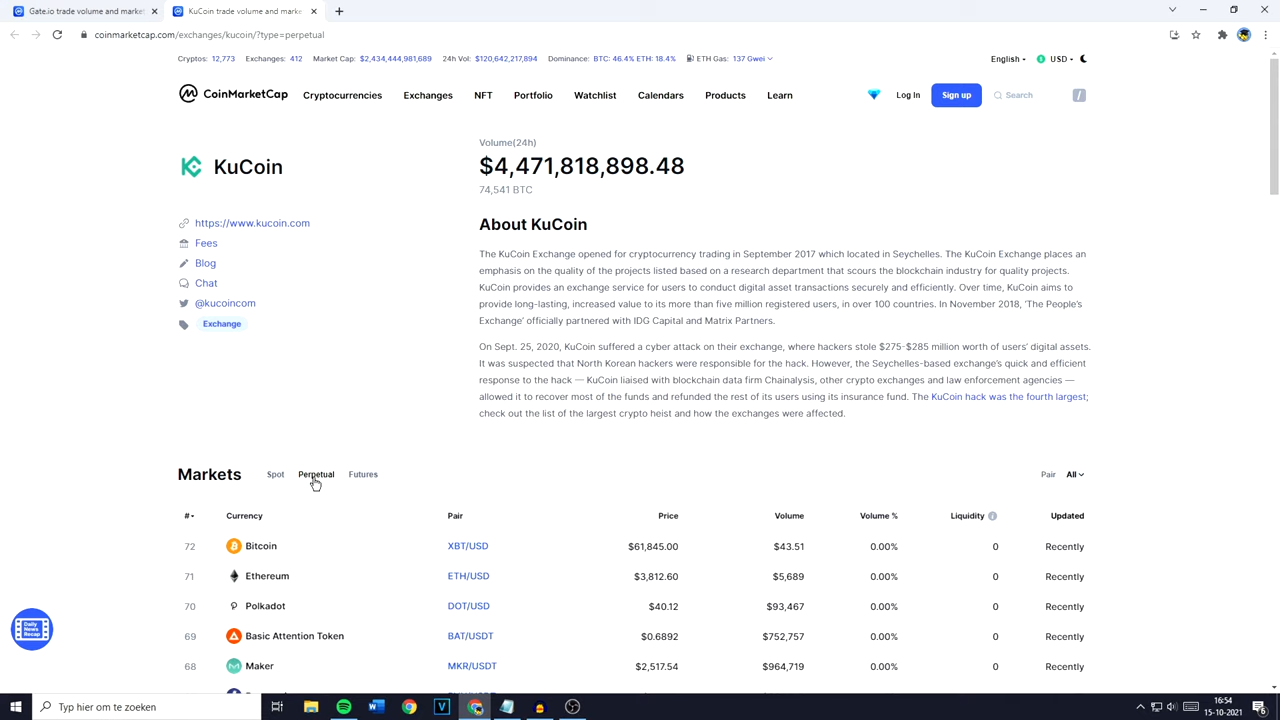 Gate.io trade volume and market
KuCoin trade volume and marke
coinmarketcap.com/exchanges/kucoin/?type=perpetual
Cryptos: 12,773 Exchanges: 412 Market Cap: $2,434,444,981,689 24h Vol: $120,642,217,894 Dominance: BTC: 46.4% ETH: 18.4% ETH Gas: 137 Gwei English USD
CoinMarketCap Cryptocurrencies Exchanges NFT Portfolio Watchlist Calendars Products Learn Log In Sign up Search /
KuCoin
https://www.kucoin.com
Fees
Blog
Chat
@kucoincom
Exchange
Volume(24h)
$4,471,818,898.48
74,541 BTC
About KuCoin
The KuCoin Exchange opened for cryptocurrency trading in September 2017 which located in Seychelles. The KuCoin Exchange places an
emphasis on the quality of the projects listed based on a research department that scours the blockchain industry for quality projects.
KuCoin provides an exchange service for users to conduct digital asset transactions securely and efficiently. Over time, KuCoin aims to
provide long-lasting, increased value to its more than five million registered users, in over 100 countries. In November 2018, 'The People's
Exchange' officially partnered with IDG Capital and Matrix Partners.
On Sept. 25, 2020, KuCoin suffered a cyber attack on their exchange, where hackers stole $275-$285 million worth of users' digital assets.
It was suspected that North Korean hackers were responsible for the hack. However, the Seychelles-based exchange's quick and efficient
response to the hack — KuCoin liaised with blockchain data firm Chainalysis, other crypto exchanges and law enforcement agencies —
allowed it to recover most of the funds and refunded the rest of its users using its insurance fund. The KuCoin hack was the fourth largest;
check out the list of the largest crypto heist and how the exchanges were affected.
Markets Spot Perpetual Futures Pair All
# Currency Pair Price Volume Volume % Liquidity Updated
72 Bitcoin XBT/USD $61,845.00 $43.51 0.00% 0 Recently
71 Ethereum ETH/USD $3,812.60 $5,689 0.00% 0 Recently
70 Polkadot DOT/USD $40.12 $93,467 0.00% 0 Recently
69 Basic Attention Token BAT/USDT $0.6892 $752,757 0.00% 0 Recently
68 Maker MKR/USDT $2,517.54 $964,719 0.00% 0 Recently
Daily
News
Recap
Typ hier om te zoeken
16:54
15-10-2021
6